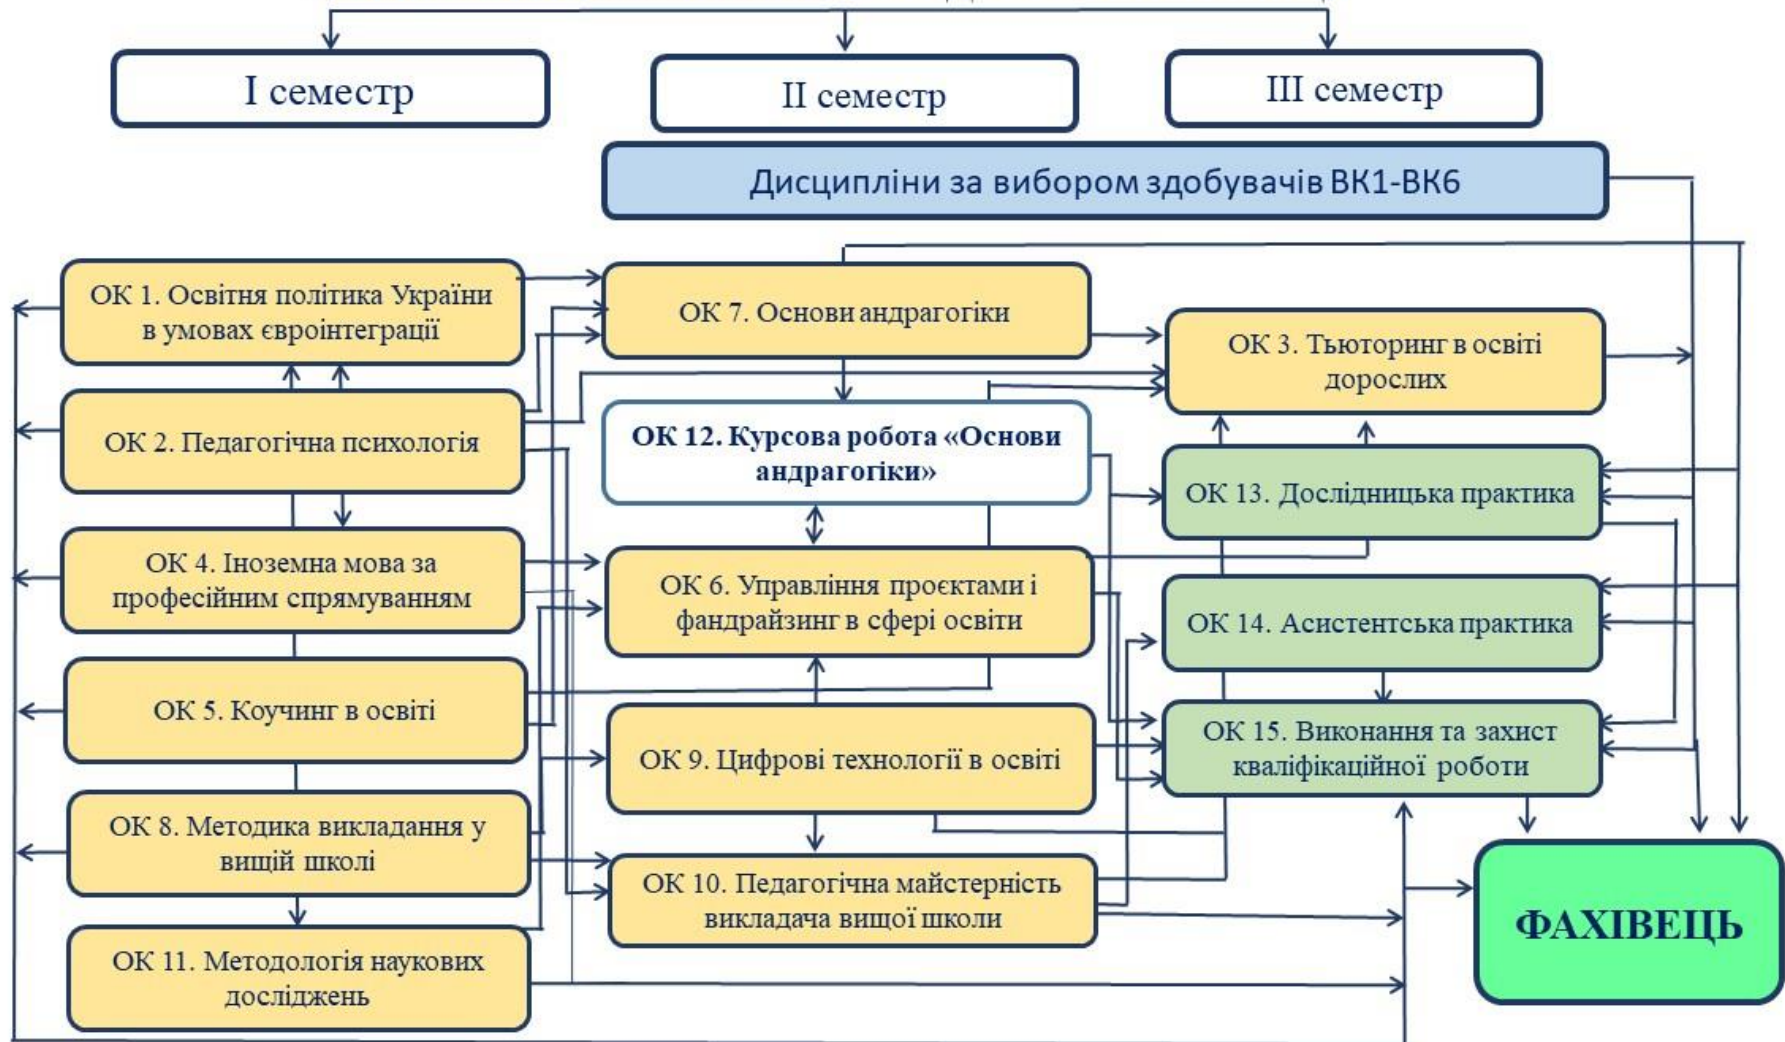 І семестр
ІІ семестр
ІІІ семестр
Дисципліни за вибором здобувачів ВК1-ВК6
ОК 1. Освітня політика України
в умовах євроінтеграції
ОК 2. Педагогічна психологія
ОК 4. Іноземна мова за
професійним спрямуванням
ОК 5. Коучинг в освіті
ОК 8. Методика викладання у
вищій школі
ОК 11. Методологія наукових
досліджень
ОК 7. Основи андрагогіки
ОК 12. Курсова робота «Основи
андрагогіки»
ОК 6. Управління проєктами і
фандрайзинг в сфері освіти
ОК 9. Цифрові технології в освіті
ОК 10. Педагогічна майстерність
викладача вищої школи
ОК 3. Тьюторинг в освіті
дорослих
ОК 13. Дослідницька практика
ОК 14. Асистентська практика
ОК 15. Виконання та захист
кваліфікаційної роботи
ФАХІВЕЦЬ